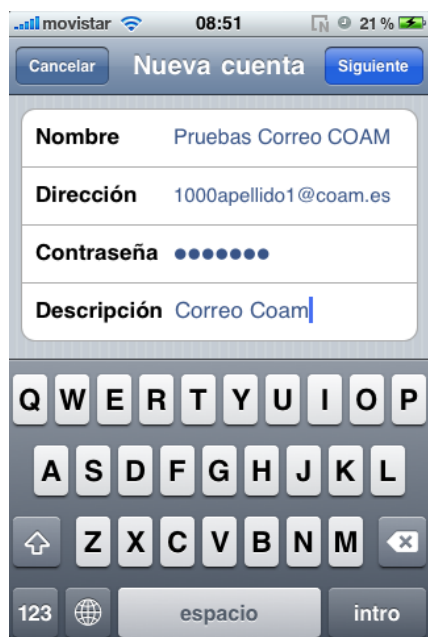 movistar 08:51 21 %
Cancelar Nueva cuenta Siguiente
Nombre Pruebas Correo COAM
Dirección 1000apellido1@coam.es
Contraseña •••••••
Descripción Correo Coam
Q W E R T Y U I O P
A S D F G H J K L
Z X C V B N M
123 espacio intro